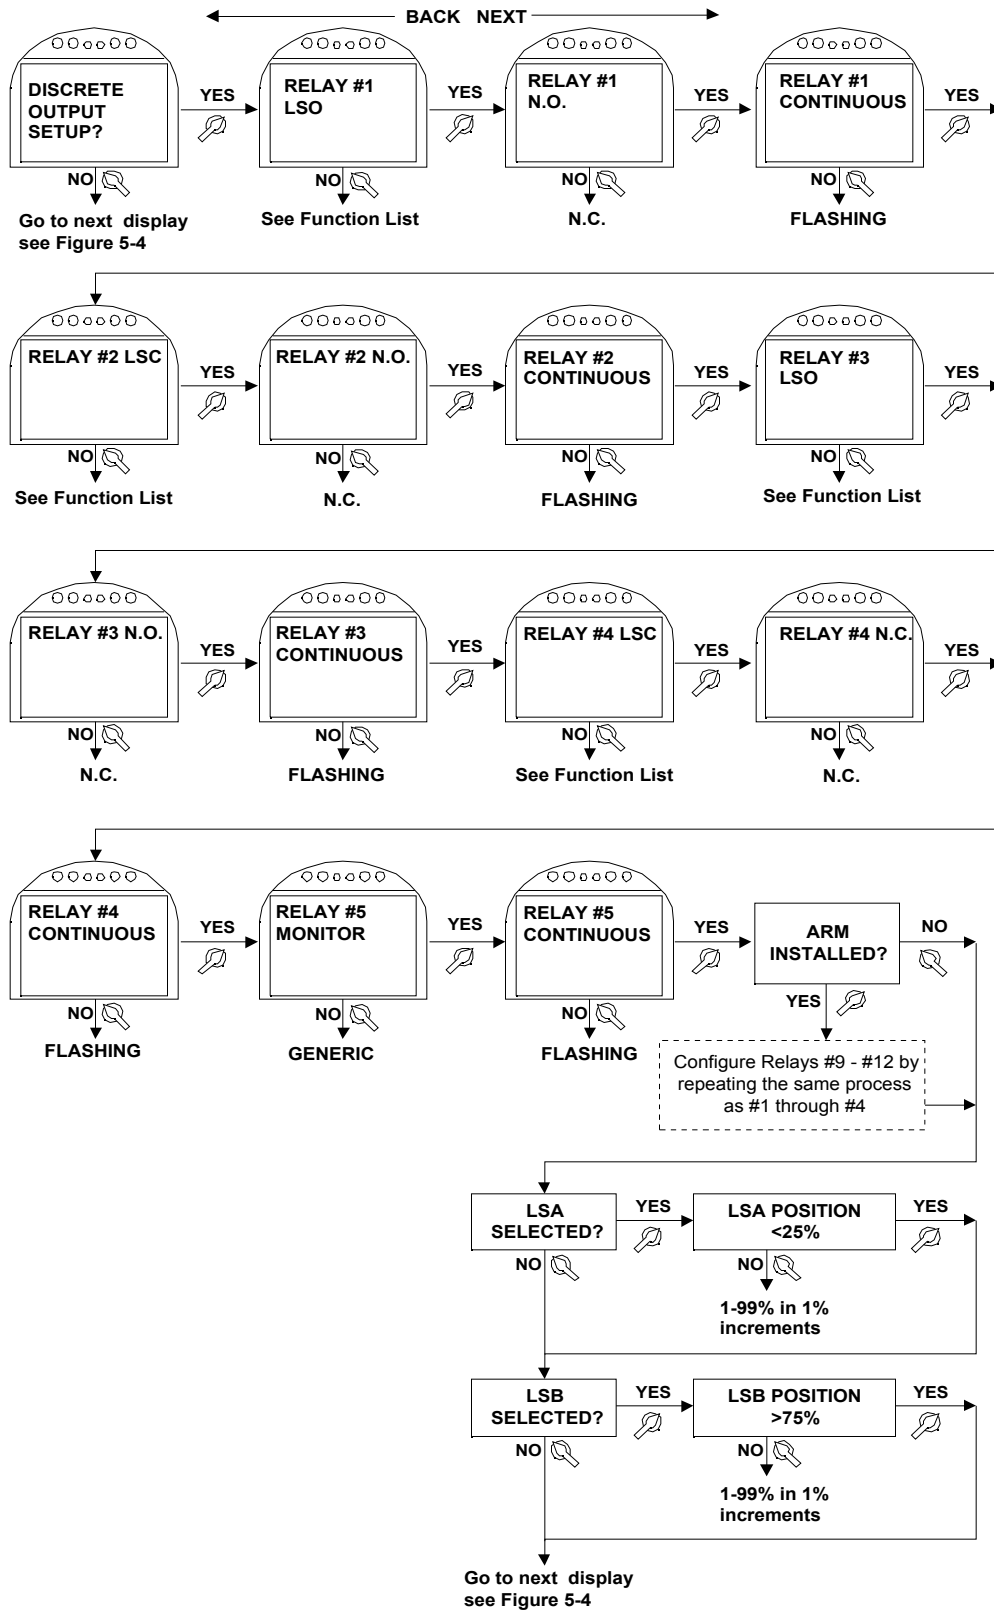 BACK NEXT
DISCRETE
OUTPUT
SETUP?
YES
RELAY #1
LSO
YES
RELAY #1
N.O.
YES
RELAY #1
CONTINUOUS
YES
NO
Go to next display
see Figure 5-4
NO
See Function List
NO
N.C.
NO
FLASHING
RELAY #2 LSC
YES
RELAY #2 N.O.
YES
RELAY #2
CONTINUOUS
YES
RELAY #3
LSO
YES
NO
See Function List
NO
N.C.
NO
FLASHING
NO
See Function List
RELAY #3 N.O.
YES
RELAY #3
CONTINUOUS
YES
RELAY #4 LSC
YES
RELAY #4 N.C.
YES
NO
N.C.
NO
FLASHING
NO
See Function List
NO
N.C.
RELAY #4
CONTINUOUS
YES
RELAY #5
MONITOR
YES
RELAY #5
CONTINUOUS
YES
ARM
INSTALLED?
NO
NO
FLASHING
NO
GENERIC
NO
FLASHING
YES
Configure Relays #9 - #12 by
repeating the same process
as #1 through #4
LSA
SELECTED?
YES
LSA POSITION
<25%
YES
NO
NO
1-99% in 1%
increments
LSB
SELECTED?
YES
LSB POSITION
>75%
YES
NO
NO
1-99% in 1%
increments
Go to next display
see Figure 5-4